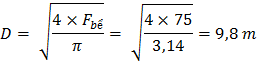 D = √(4 × F_bể / π) = √(4 × 75 / 3,14) = 9,8 m